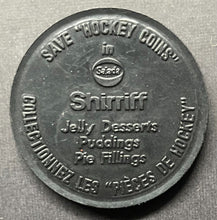 SAVE "HOCKEY COINS"
in
Salada
Shirriff
Jelly Desserts
Puddings
Pie Fillings
COLLECTIONNEZ LES "PIÈCES DE HOCKEY"